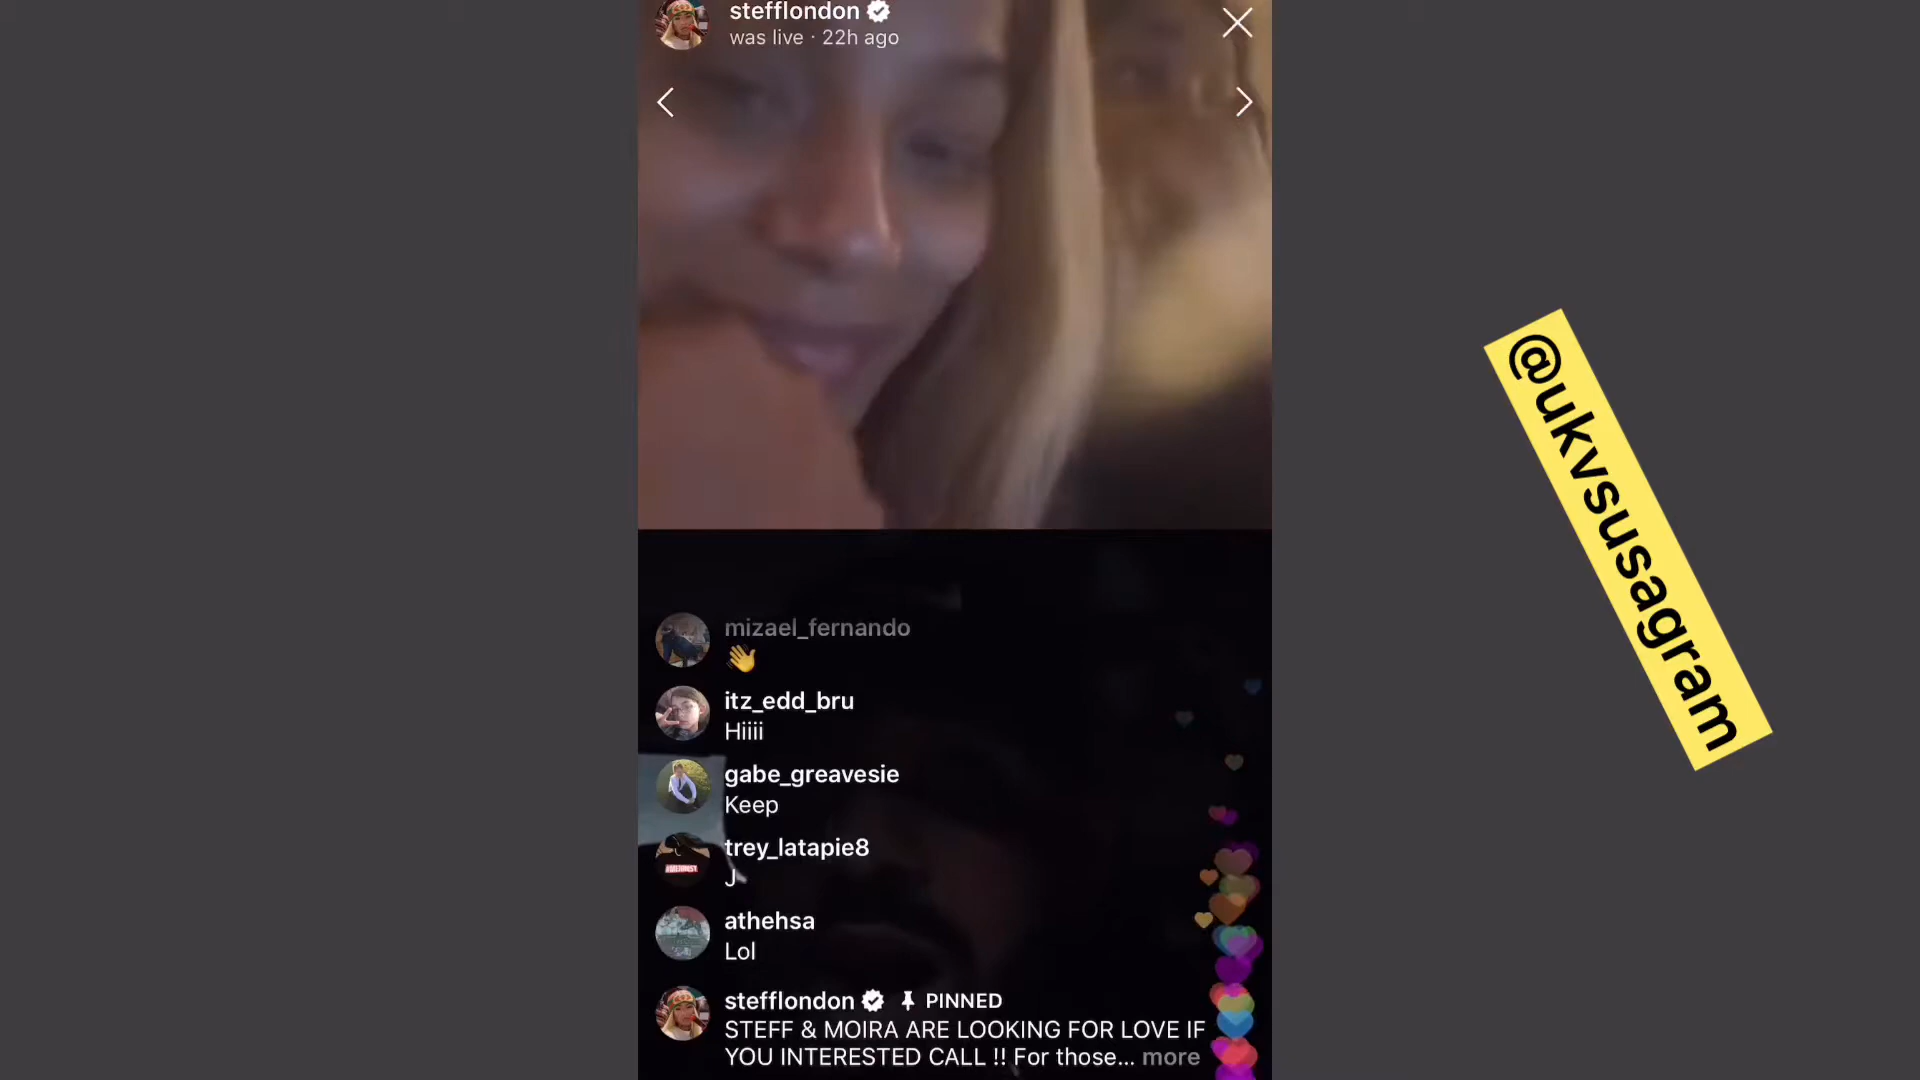 stefflondon
was live · 22h ago
mizael_fernando
👋
itz_edd_bru
Hiiii
gabe_greavesie
Keep
trey_latapie8
J
athehsa
Lol
stefflondon PINNED
STEFF & MOIRA ARE LOOKING FOR LOVE IF
YOU INTERESTED CALL !! For those... more
@ukvsusagram